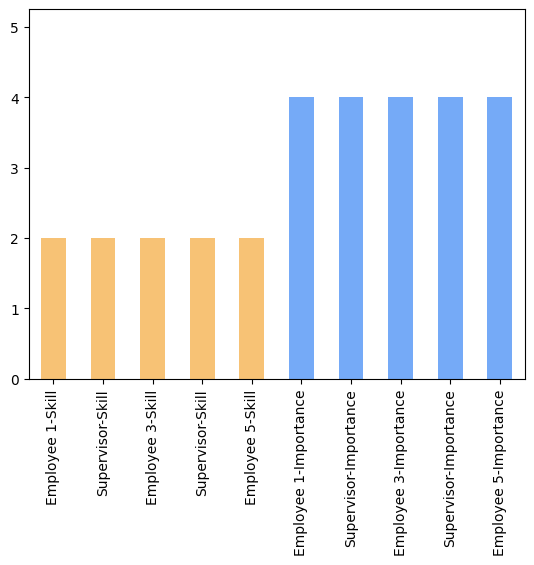 5
4
3
2
1
0
Employee 1-Skill
Supervisor-Skill
Employee 3-Skill
Supervisor-Skill
Employee 5-Skill
Employee 1-Importance
Supervisor-Importance
Employee 3-Importance
Supervisor-Importance
Employee 5-Importance